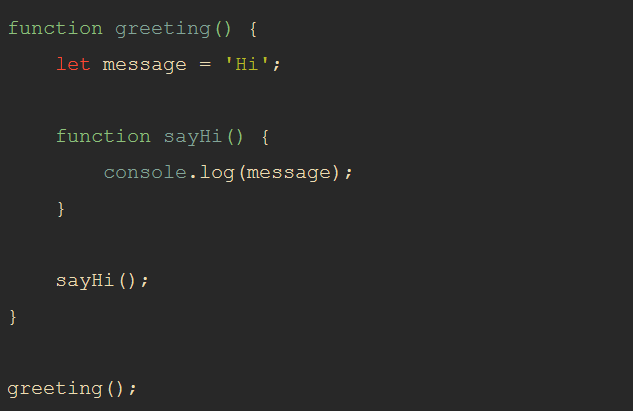 function greeting() {
    let message = 'Hi';

    function sayHi() {
        console.log(message);
    }

    sayHi();
}

greeting();